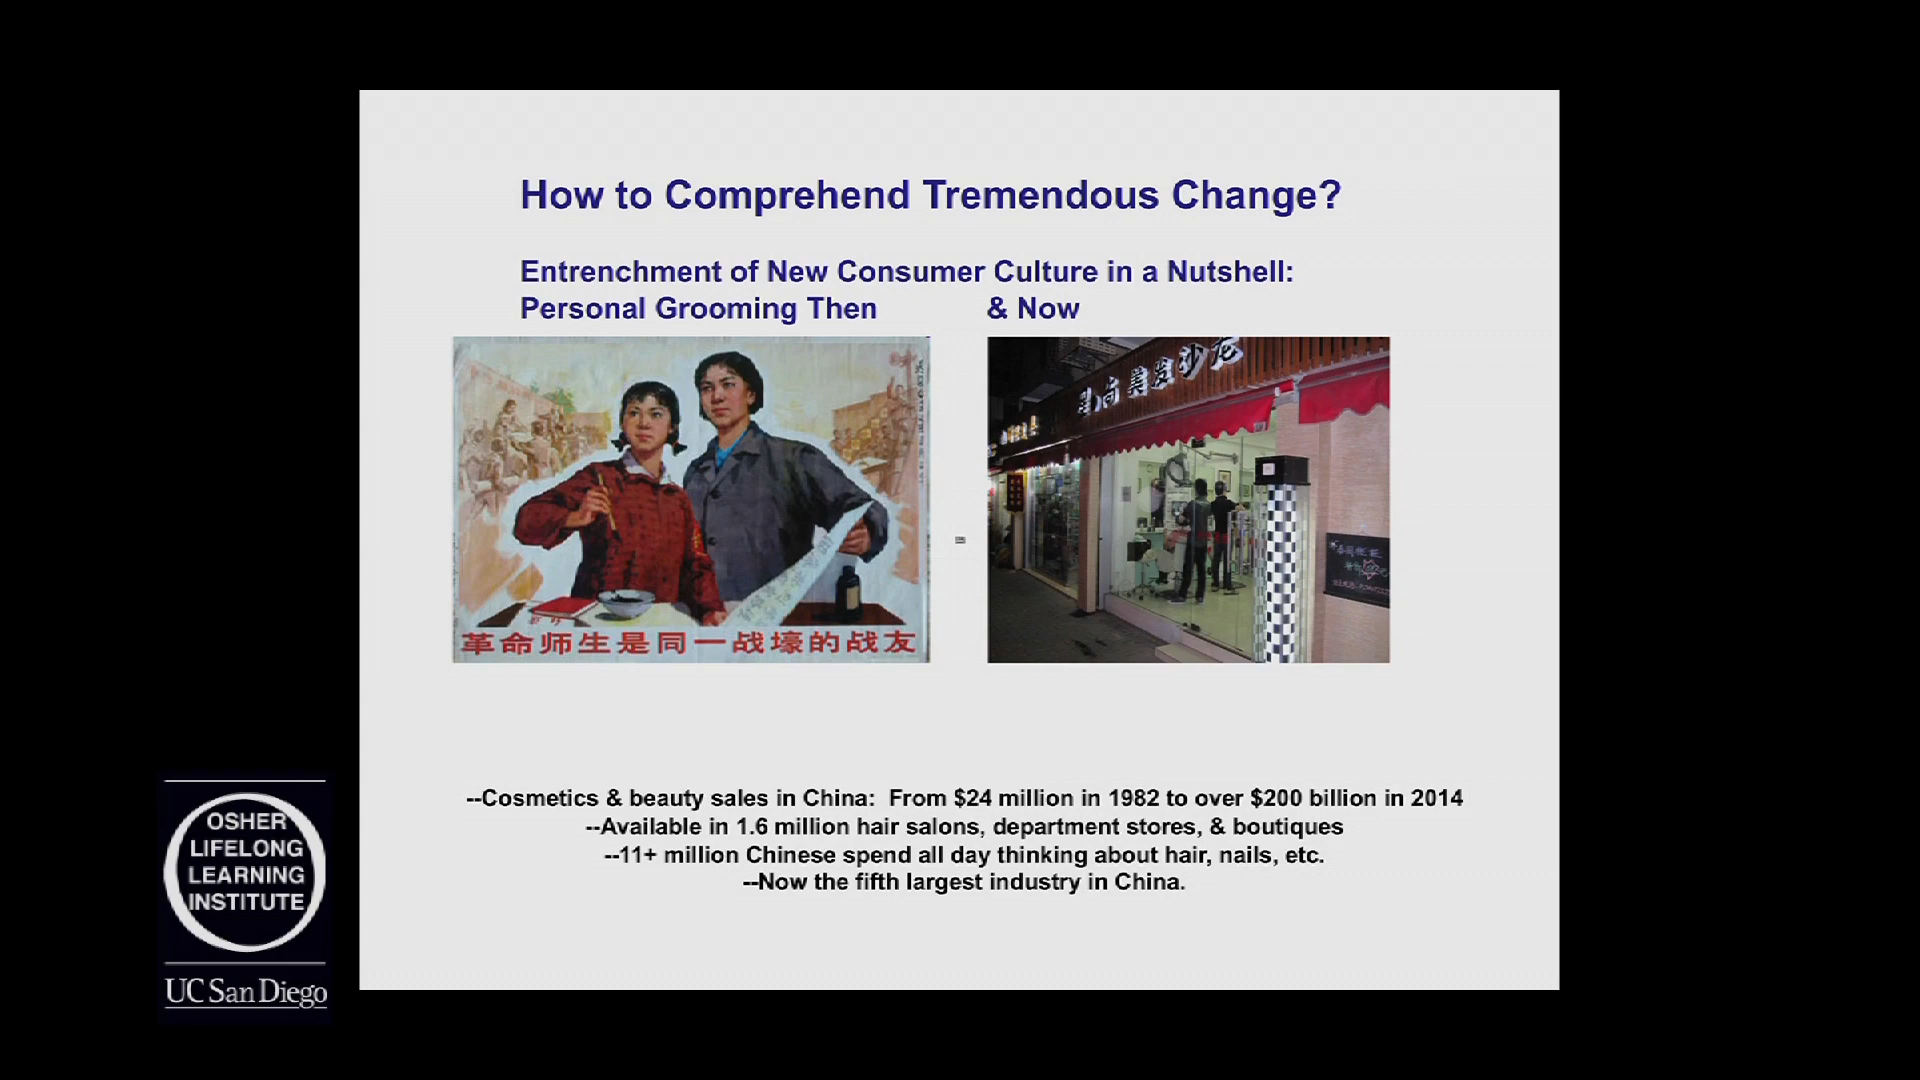 How to Comprehend Tremendous Change?
Entrenchment of New Consumer Culture in a Nutshell:
Personal Grooming Then & Now
革命师生是同一战壕的战友
尚美发沙龙
--Cosmetics & beauty sales in China: From $24 million in 1982 to over $200 billion in 2014
--Available in 1.6 million hair salons, department stores, & boutiques
--11+ million Chinese spend all day thinking about hair, nails, etc.
--Now the fifth largest industry in China.
OSHER
LIFELONG
LEARNING
INSTITUTE
UC San Diego